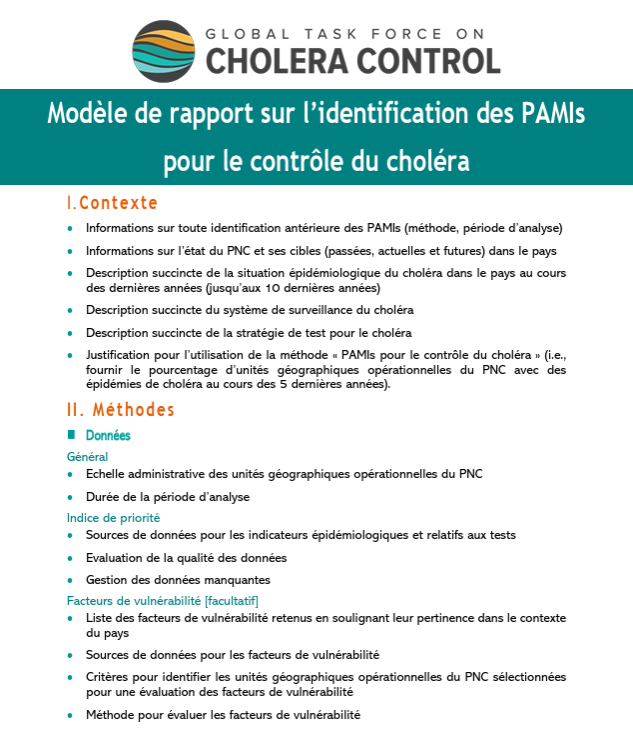 GLOBAL TASK FORCE ON
CHOLERA CONTROL
Modèle de rapport sur l’identification des PAMIs
pour le contrôle du choléra
I.Contexte
• Informations sur toute identification antérieure des PAMIs (méthode, période d’analyse)
• Informations sur l’état du PNC et ses cibles (passées, actuelles et futures) dans le pays
• Description succincte de la situation épidémiologique du choléra dans le pays au cours
des dernières années (jusqu’aux 10 dernières années)
• Description succincte du système de surveillance du choléra
• Description succincte de la stratégie de test pour le choléra
• Justification pour l’utilisation de la méthode « PAMIs pour le contrôle du choléra » (i.e.,
fournir le pourcentage d’unités géographiques opérationnelles du PNC avec des
épidémies de choléra au cours des 5 dernières années).
II. Méthodes
■ Données
Général
• Echelle administrative des unités géographiques opérationnelles du PNC
• Durée de la période d’analyse
Indice de priorité
• Sources de données pour les indicateurs épidémiologiques et relatifs aux tests
• Evaluation de la qualité des données
• Gestion des données manquantes
Facteurs de vulnérabilité [facultatif]
• Liste des facteurs de vulnérabilité retenus en soulignant leur pertinence dans le contexte
du pays
• Sources de données pour les facteurs de vulnérabilité
• Critères pour identifier les unités géographiques opérationnelles du PNC sélectionnées
pour une évaluation des facteurs de vulnérabilité
• Méthode pour évaluer les facteurs de vulnérabilité